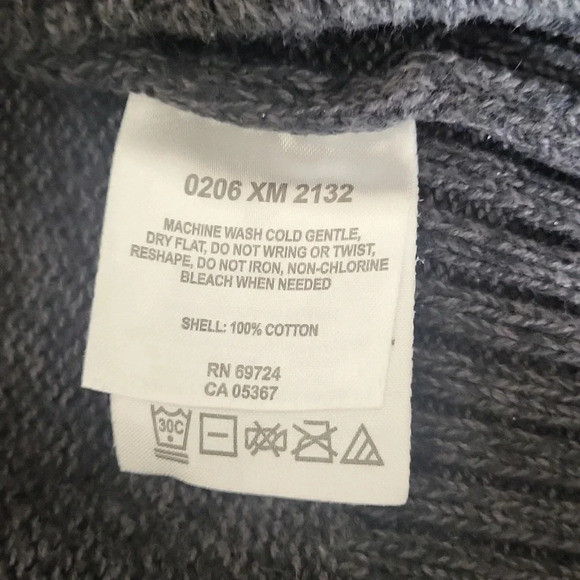 0206 XM 2132
MACHINE WASH COLD GENTLE,
DRY FLAT, DO NOT WRING OR TWIST,
RESHAPE, DO NOT IRON, NON-CHLORINE
BLEACH WHEN NEEDED
SHELL: 100% COTTON
RN 69724
CA 05367
30C